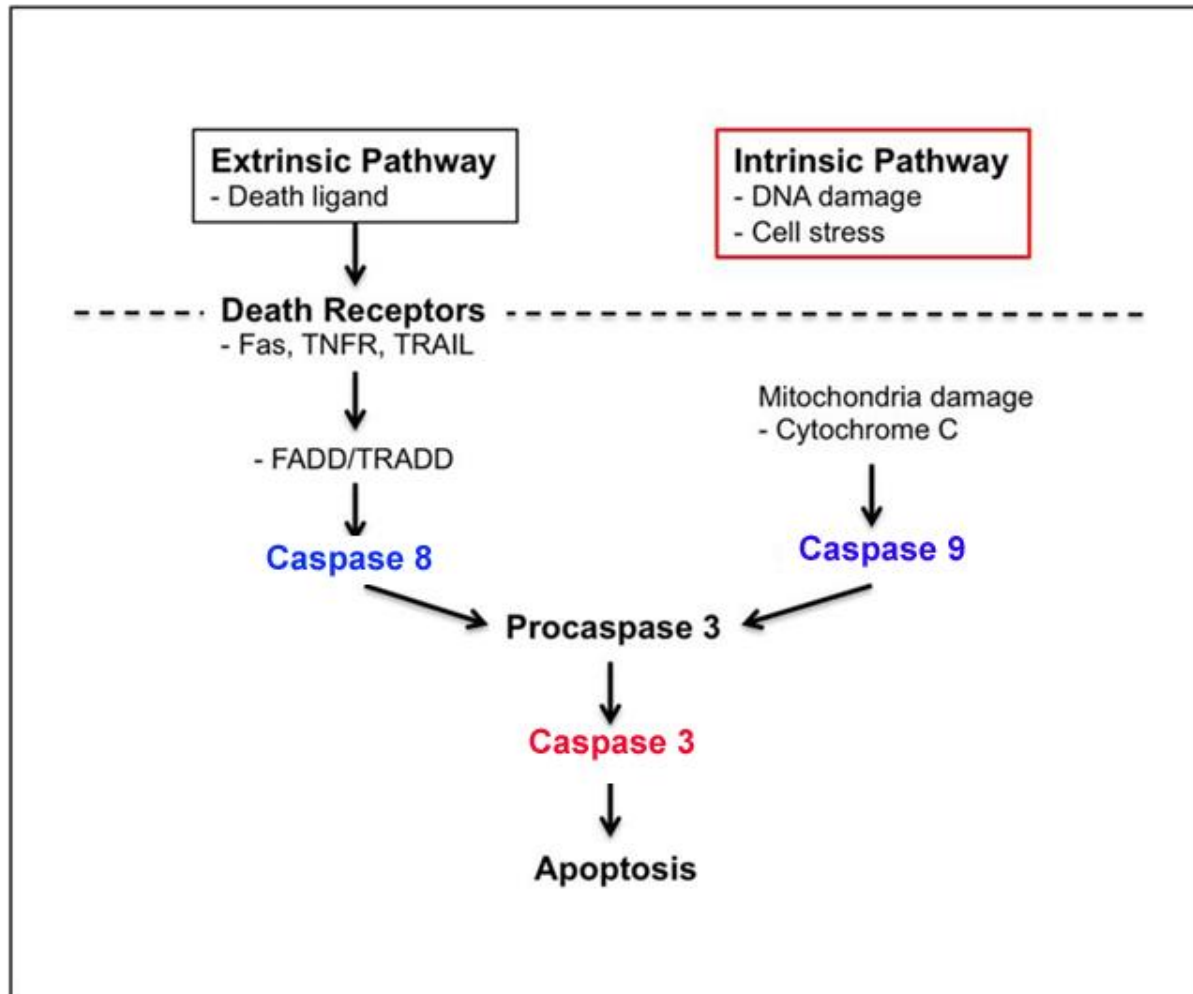 Extrinsic Pathway
- Death ligand
Intrinsic Pathway
- DNA damage
- Cell stress
Death Receptors
- Fas, TNFR, TRAIL
Mitochondria damage
- Cytochrome C
- FADD/TRADD
Caspase 8
Caspase 9
Procaspase 3
Caspase 3
Apoptosis